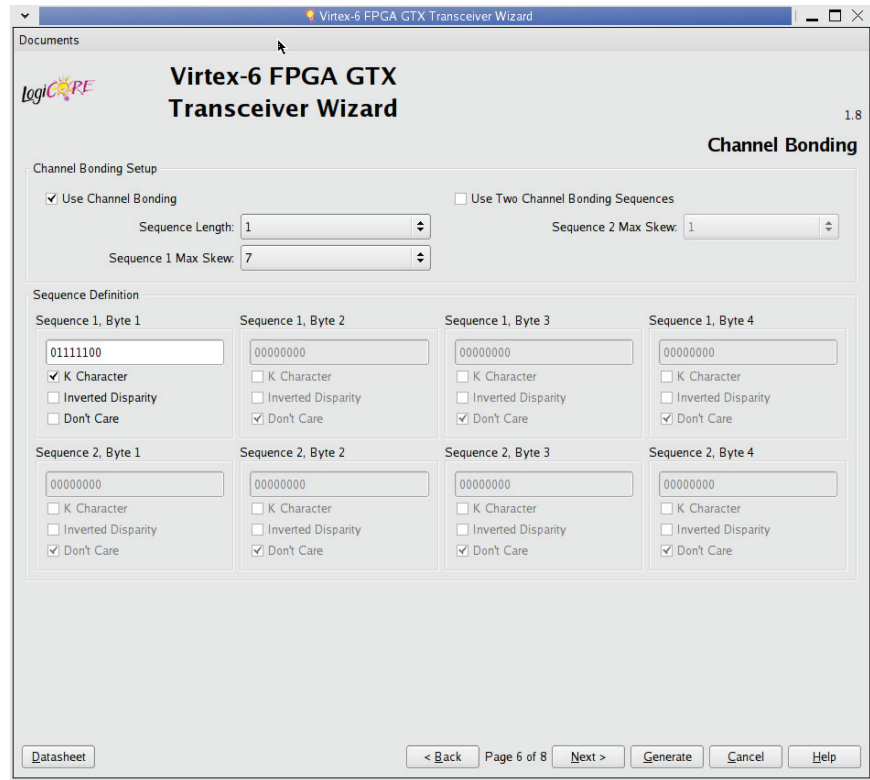 Virtex-6 FPGA GTX Transceiver Wizard
Documents
logiCORE
Virtex-6 FPGA GTX
Transceiver Wizard
1.8
Channel Bonding
Channel Bonding Setup
Use Channel Bonding
Use Two Channel Bonding Sequences
Sequence Length: 1
Sequence 2 Max Skew: 1
Sequence 1 Max Skew: 7
Sequence Definition
Sequence 1, Byte 1 Sequence 1, Byte 2 Sequence 1, Byte 3 Sequence 1, Byte 4
01111100 00000000 00000000 00000000
K Character K Character K Character K Character
Inverted Disparity Inverted Disparity Inverted Disparity Inverted Disparity
Don't Care Don't Care Don't Care Don't Care
Sequence 2, Byte 1 Sequence 2, Byte 2 Sequence 2, Byte 3 Sequence 2, Byte 4
00000000 00000000 00000000 00000000
K Character K Character K Character K Character
Inverted Disparity Inverted Disparity Inverted Disparity Inverted Disparity
Don't Care Don't Care Don't Care Don't Care
Datasheet < Back Page 6 of 8 Next > Generate Cancel Help